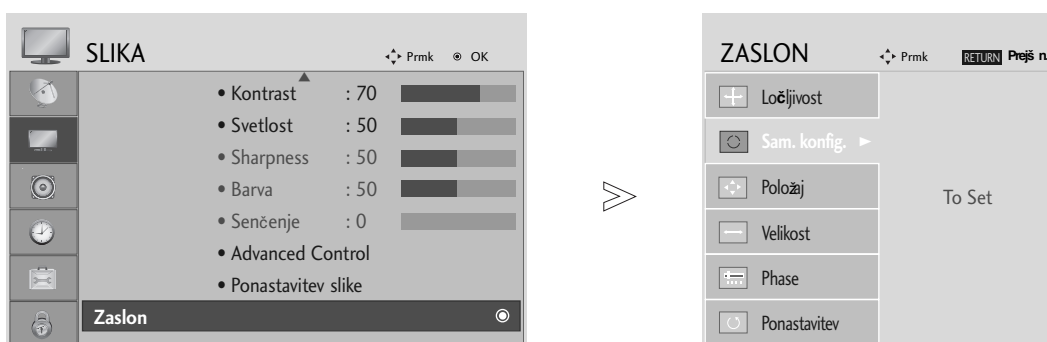 SLIKA Prmk OK
• Kontrast : 70
• Svetlost : 50
• Sharpness : 50
• Barva : 50
• Senčenje : 0
• Advanced Control
• Ponastavitev slike
Zaslon
ZASLON Prmk RETURN Prejš n.
Ločljivost
Sam. konfig.
Položaj
Velikost
Phase
Ponastavitev
To Set